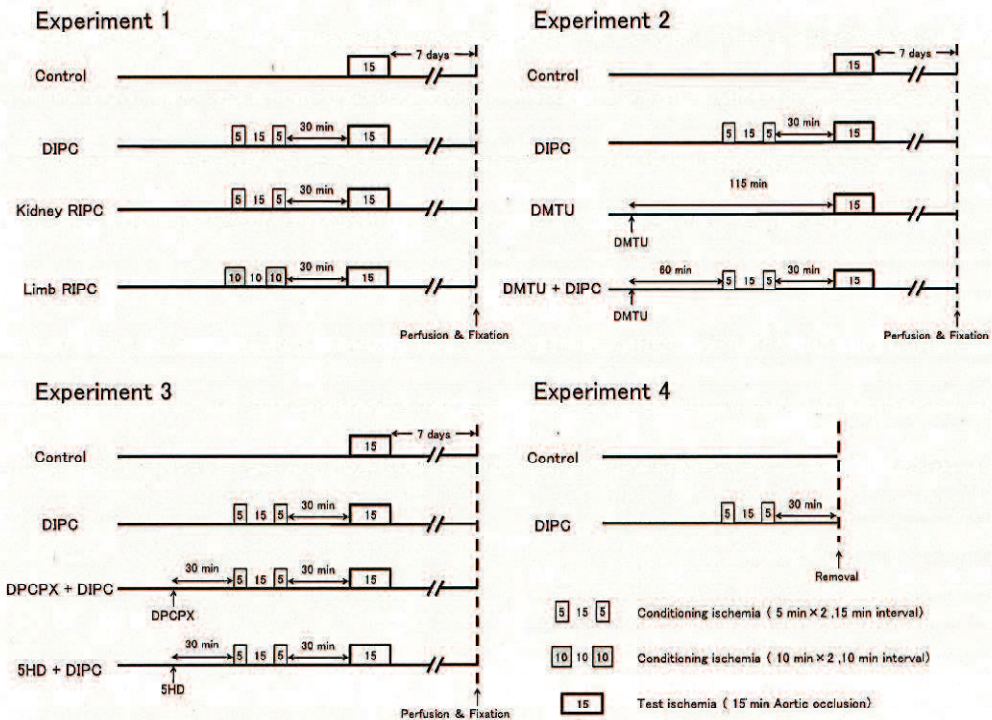 Experiment 1
7 days
Control
15
30 min
DIPC
5 15 5
15
30 min
Kidney RIPC
5 15 5
15
30 min
Limb RIPC
10 10 10
15
Perfusion & Fixation
Experiment 2
7 days
Control
15
30 min
DIPC
5 15 5
15
115 min
DMTU
15
DMTU
60 min
30 min
DMTU + DIPC
5 15 5
15
DMTU
Perfusion & Fixation
Experiment 3
7 days
Control
15
30 min
DIPC
5 15 5
15
30 min
30 min
DPCPX + DIPC
5 15 5
15
DPCPX
30 min
30 min
5HD + DIPC
5 15 5
15
5HD
Perfusion & Fixation
Experiment 4
Control
30 min
DIPC
5 15 5
Removal
5 15 5 Conditioning ischemia ( 5 min×2 ,15 min interval)
10 10 10 Conditioning ischemia ( 10 min×2 ,10 min interval)
15 Test ischemia ( 15 min Aortic occlusion)